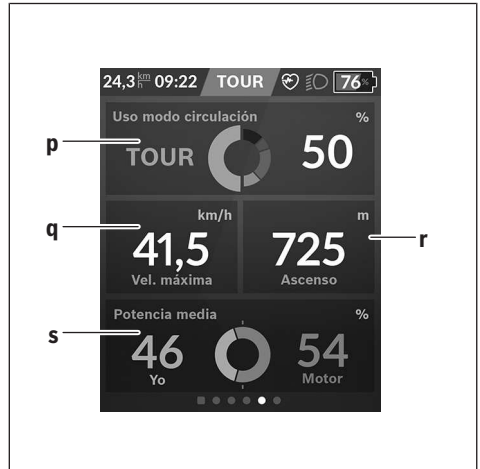 24,3 km/h 09:22 TOUR 76%
Uso modo circulación %
p TOUR 50
km/h m
q 41,5 725 r
Vel. máxima Ascenso
Potencia media %
s 46 54
Yo Motor